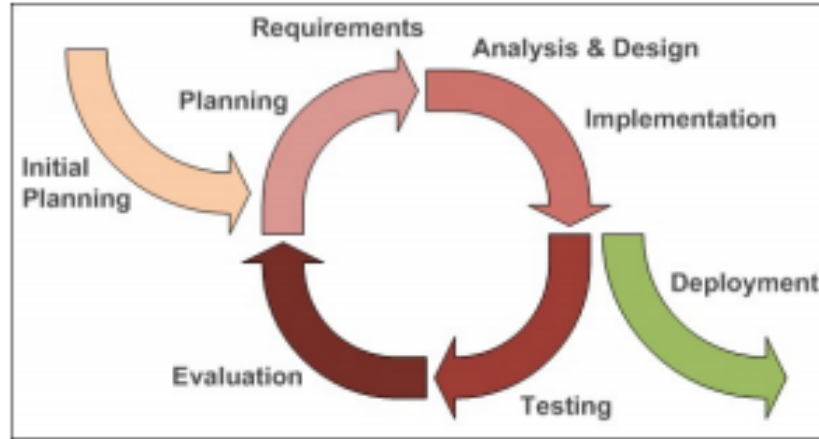 Requirements
Analysis & Design
Planning
Implementation
Initial
Planning
Deployment
Evaluation
Testing